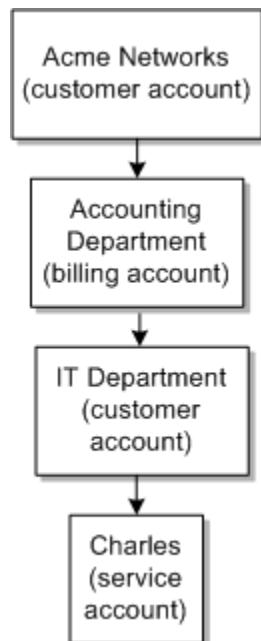 Acme Networks
(customer account)
Accounting
Department
(billing account)
IT Department
(customer
account)
Charles
(service
account)